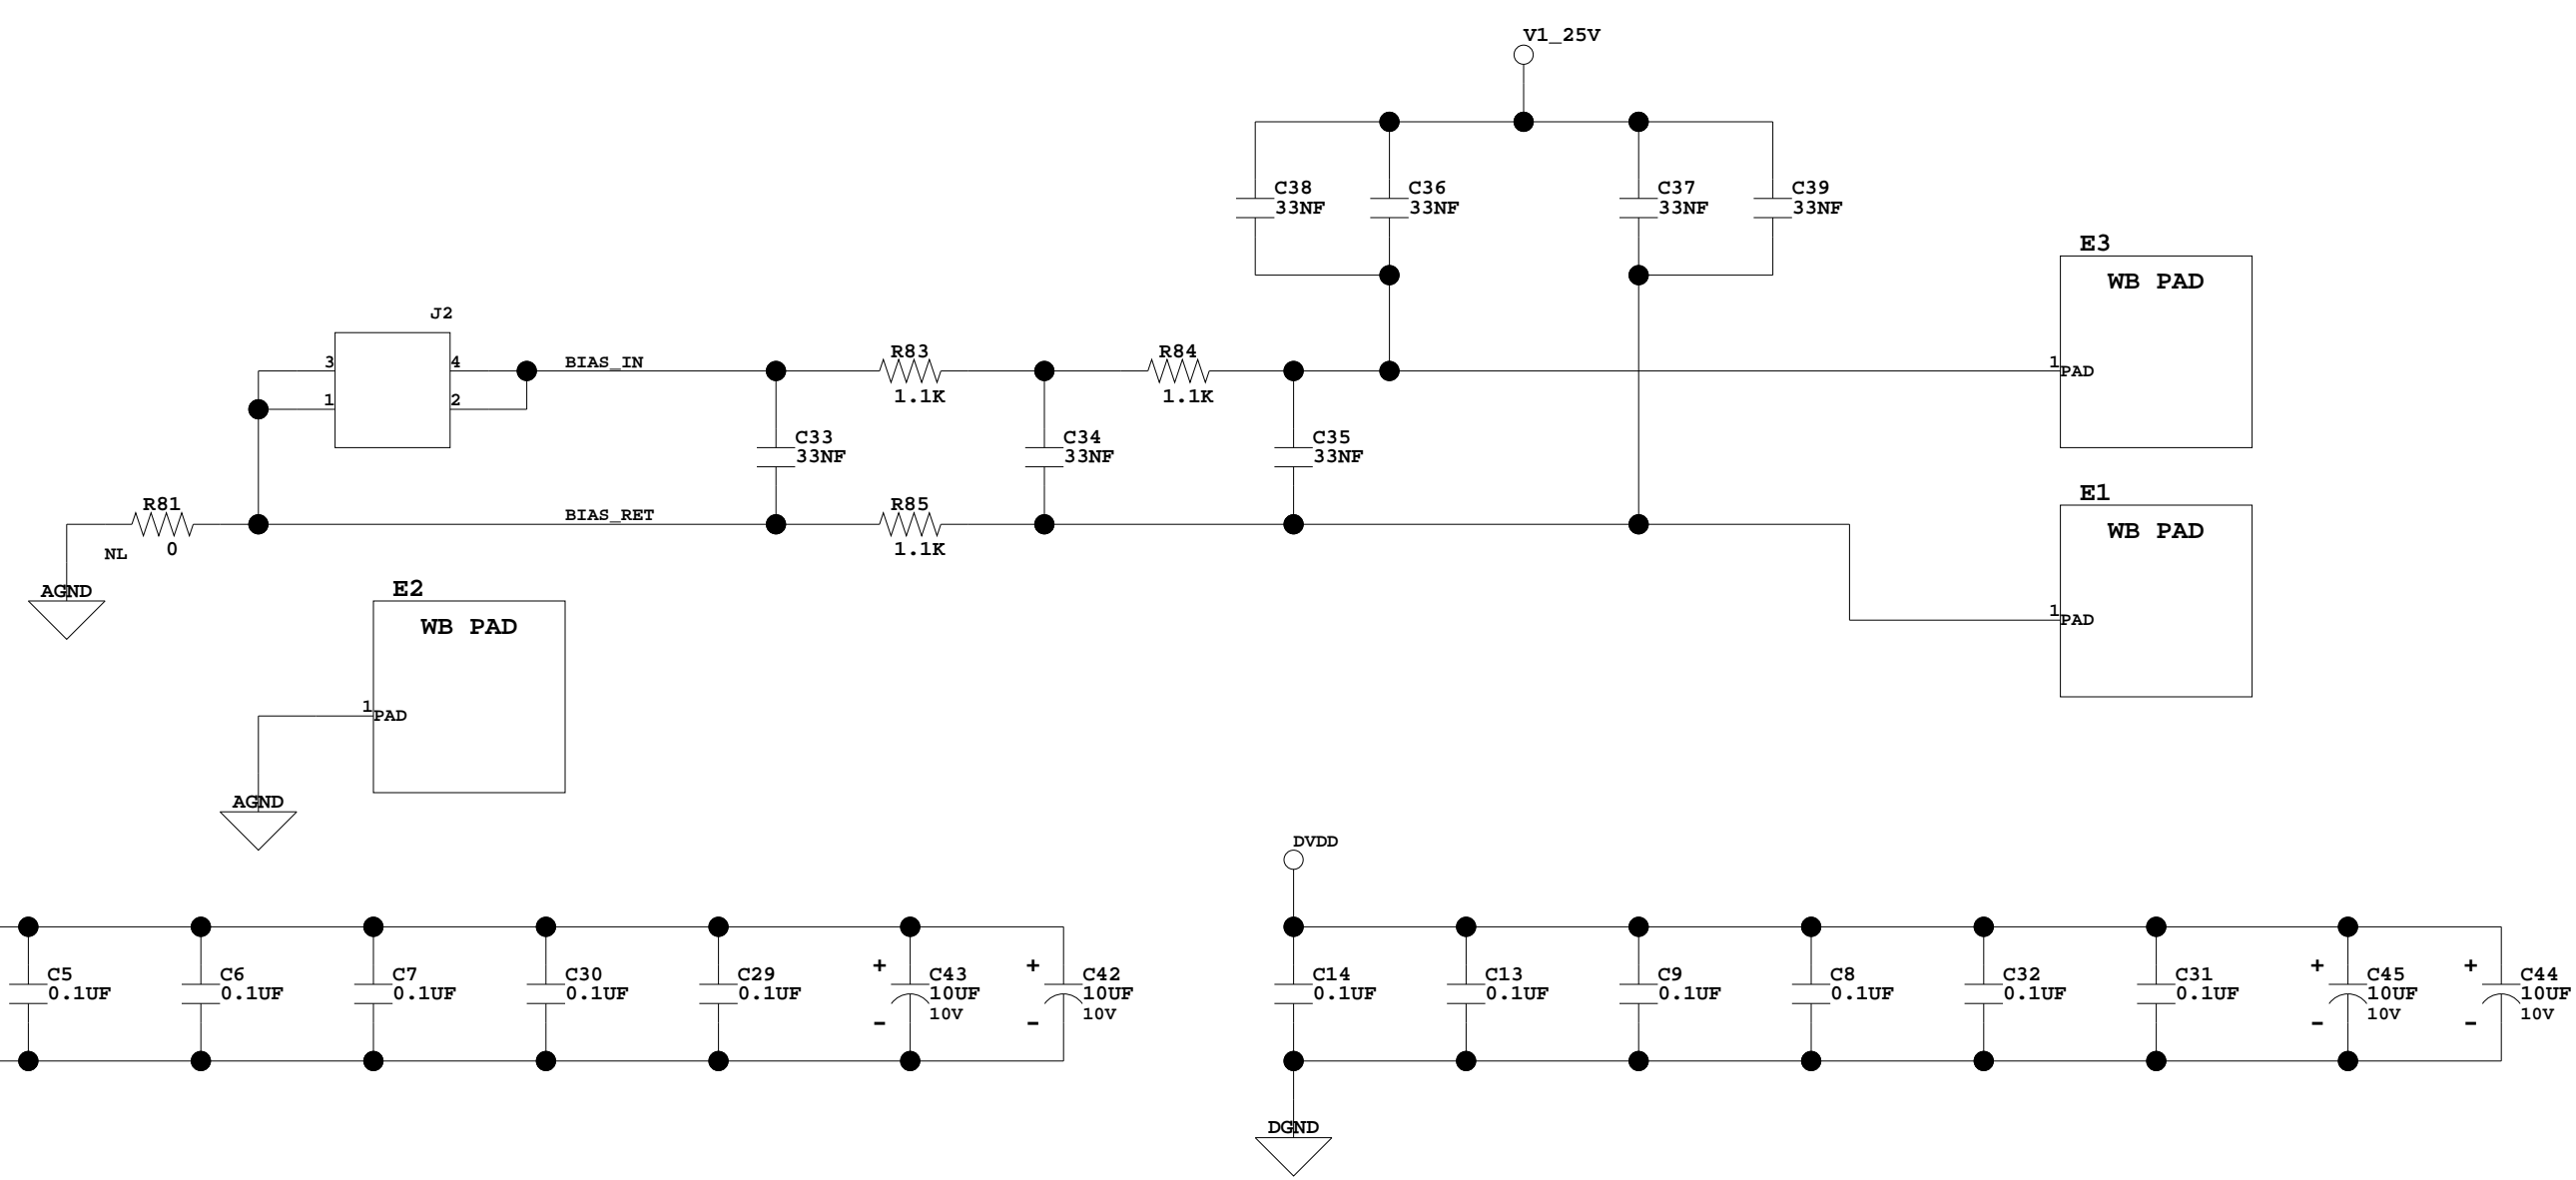 V1_25V
C38
33NF
C36
33NF
C37
33NF
C39
33NF
E3
WB PAD
1
PAD
J2
3
4
1
2
BIAS_IN
R83
1.1K
R84
1.1K
C33
33NF
C34
33NF
C35
33NF
E1
WB PAD
1
PAD
R81
NL
0
BIAS_RET
R85
1.1K
AGND
E2
WB PAD
1
PAD
AGND
DVDD
C5
0.1UF
C6
0.1UF
C7
0.1UF
C30
0.1UF
C29
0.1UF
+
C43
10UF
10V
-
+
C42
10UF
10V
-
C14
0.1UF
C13
0.1UF
C9
0.1UF
C8
0.1UF
C32
0.1UF
C31
0.1UF
+
C45
10UF
10V
-
+
C44
10UF
10V
-
DGND